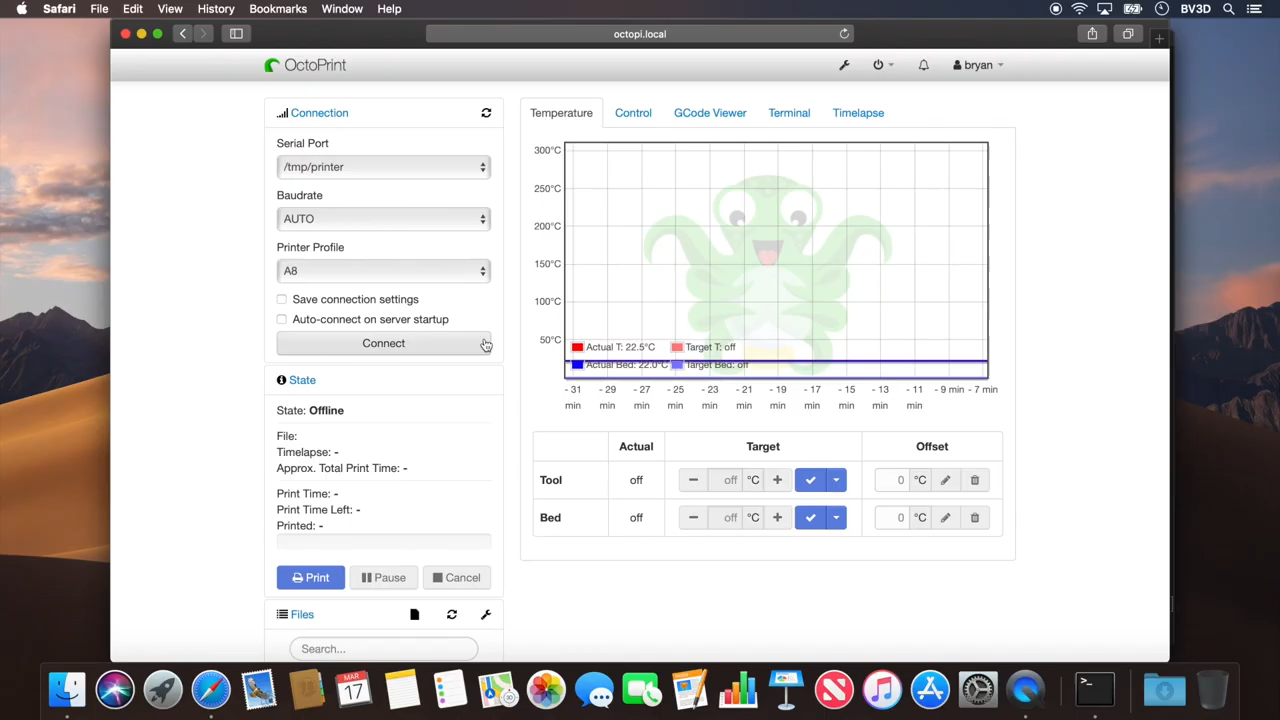 Safari File Edit View History Bookmarks Window Help BV3D
octopi.local
OctoPrint bryan
Connection
Serial Port
/tmp/printer
Baudrate
AUTO
Printer Profile
A8
Save connection settings
Auto-connect on server startup
Connect
State
State: Offline
File:
Timelapse: -
Approx. Total Print Time: -
Print Time: -
Print Time Left: -
Printed: -
Print Pause Cancel
Files
Search...
Temperature Control GCode Viewer Terminal Timelapse
300°C
250°C
200°C
150°C
100°C
50°C
Actual T: 22.5°C Target T: off
Actual Bed: 22.0°C Target Bed: off
- 31 - 29 - 27 - 25 - 23 - 21 - 19 - 17 - 15 - 13 - 11 - 9 min - 7 min
min min min min min min min min min min min
Actual Target Offset
Tool off off °C 0 °C
Bed off off °C 0 °C
MAR
17